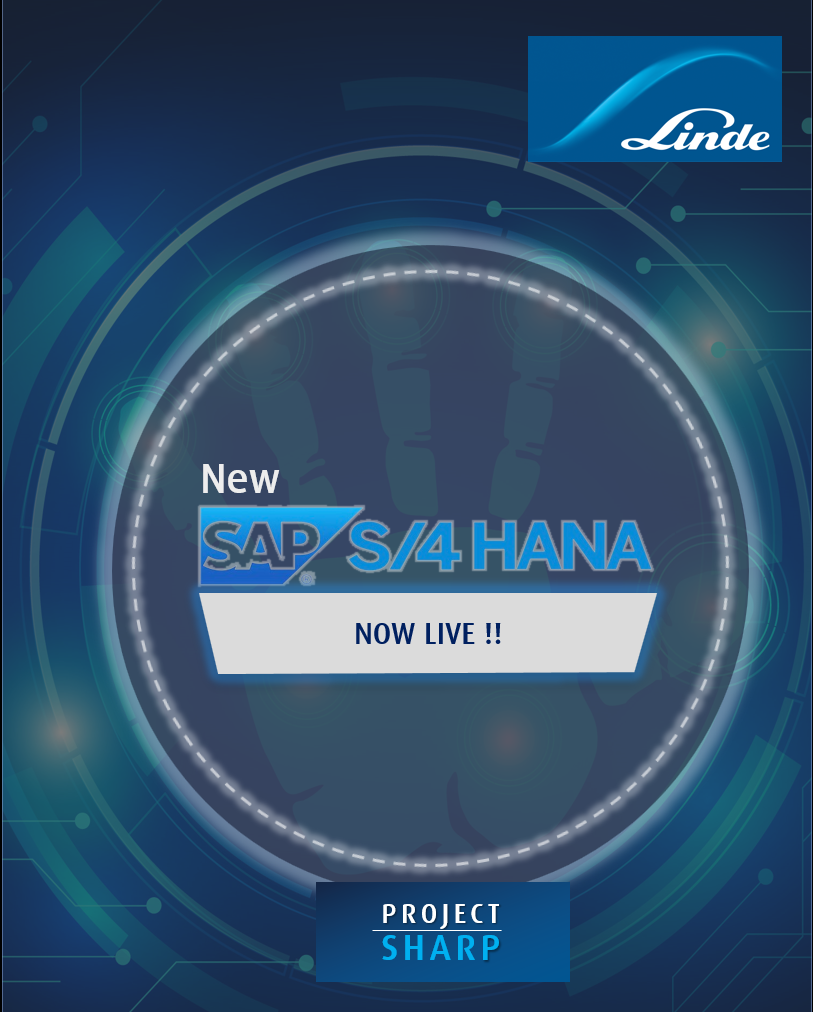 Linde
New
SAP S/4 HANA
®
NOW LIVE !!
PROJECT
SHARP